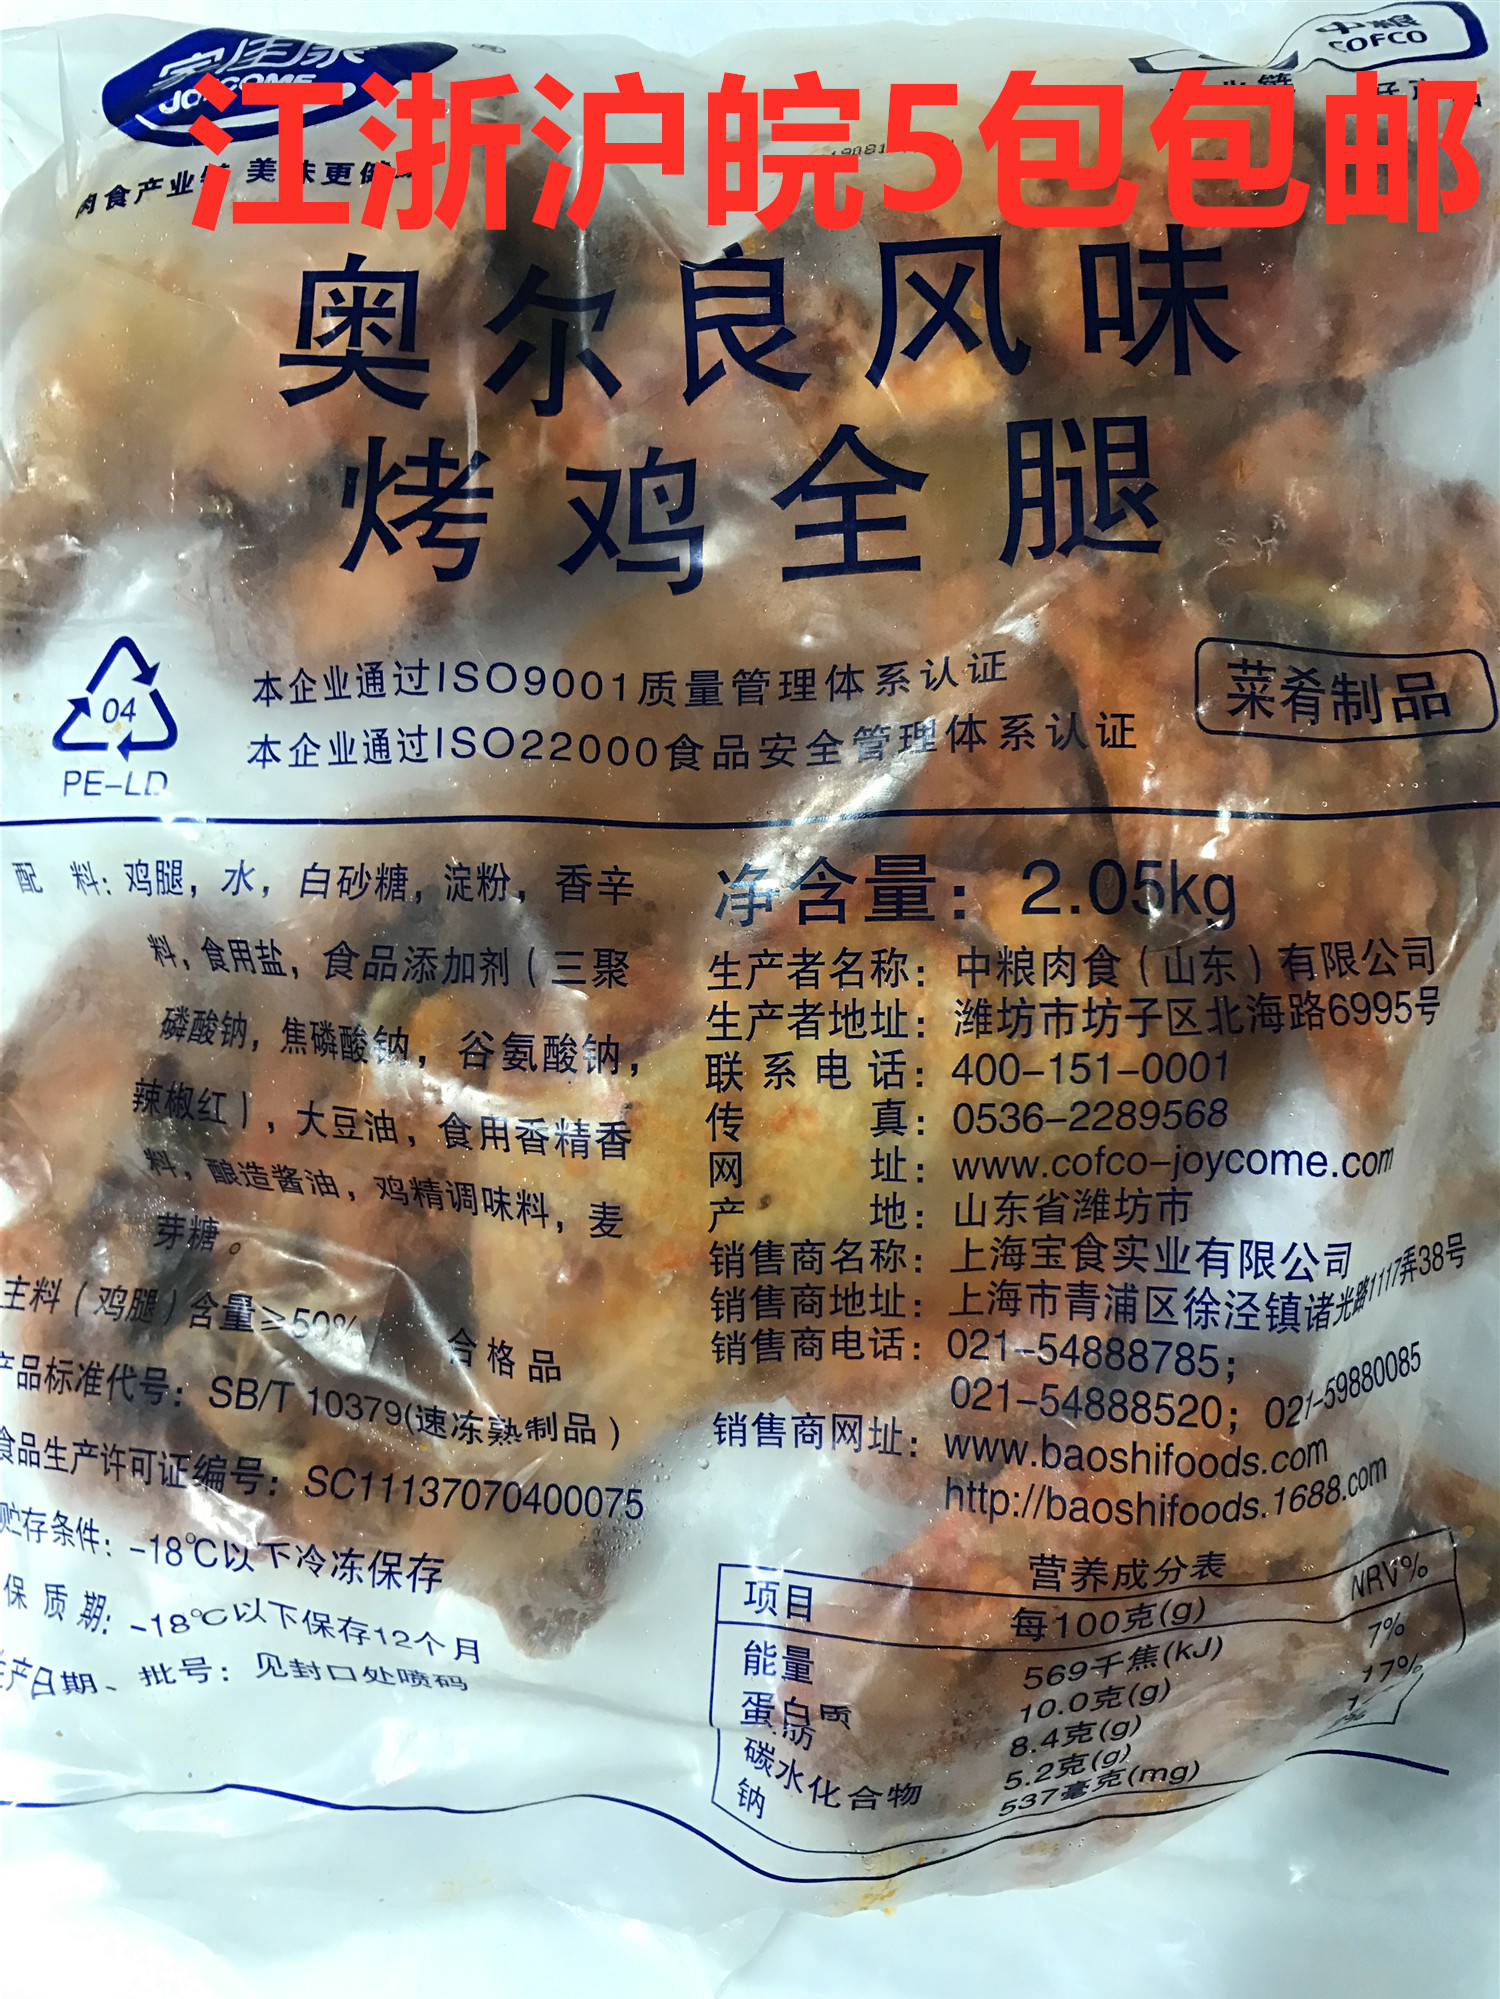 家佳康
中粮
COFCO
江浙沪皖5包包邮
奥尔良风味
烤鸡全腿
04
PE-LD
本企业通过ISO9001质量管理体系认证
本企业通过ISO22000食品安全管理体系认证
菜肴制品
配 料：鸡腿，水，白砂糖，淀粉，香辛
料，食用盐，食品添加剂（三聚
磷酸钠，焦磷酸钠，谷氨酸钠，
辣椒红），大豆油，食用香精香
料，酿造酱油，鸡精调味料，麦
芽糖。
主料（鸡腿）含量≥50%
合格品
产品标准代号：SB/T 10379(速冻熟制品）
食品生产许可证编号：SC11137070400075
贮存条件：-18℃以下冷冻保存
保 质 期：-18℃以下保存12个月
生产日期、批号：见封口处喷码
净含量：2.05kg
生产者名称：中粮肉食（山东）有限公司
生产者地址：潍坊市坊子区北海路6995号
联系电话：400-151-0001
传 真：0536-2289568
网 址：www.cofco-joycome.com
产 地：山东省潍坊市
销售商名称：上海宝食实业有限公司
销售商地址：上海市青浦区徐泾镇诸光路1117弄38号
销售商电话：021-54888785；
021-54888520；021-59880085
销售商网址：www.baoshifoods.com
http://baoshifoods.1688.com
营养成分表
项目 每100克(g) NRV%
能量 569千焦(kJ) 7%
蛋白质 10.0克(g) 17%
肪 8.4克(g)
碳水化合物 5.2克(g)
钠 537毫克(mg)